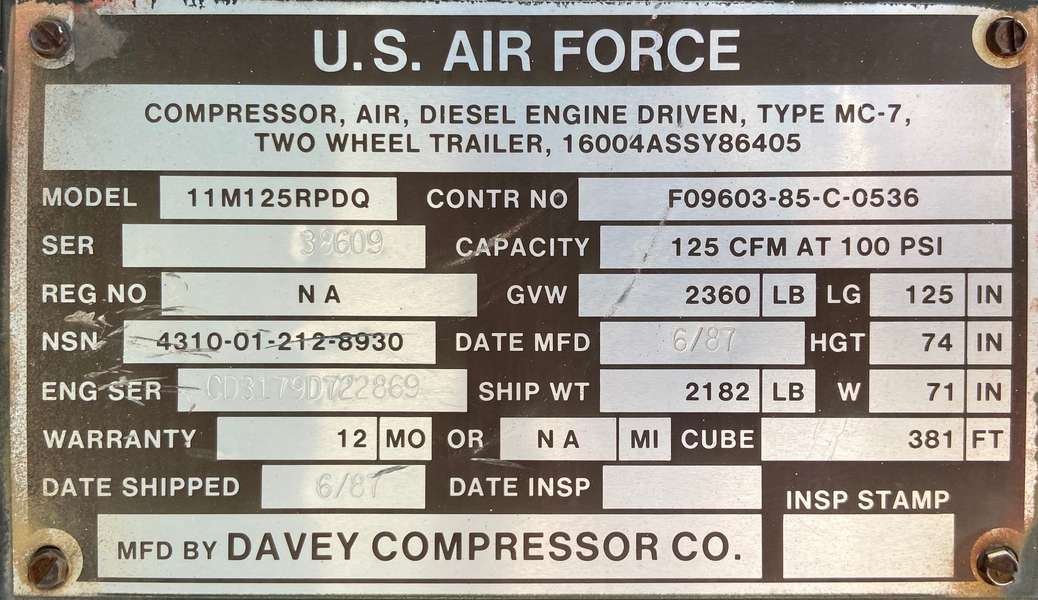 U.S. AIR FORCE
COMPRESSOR, AIR, DIESEL ENGINE DRIVEN, TYPE MC-7,
TWO WHEEL TRAILER, 16004ASSY86405
MODEL 11M125RPDQ CONTR NO F09603-85-C-0536
SER 38609 CAPACITY 125 CFM AT 100 PSI
REG NO NA GVW 2360 LB LG 125 IN
NSN 4310-01-212-8930 DATE MFD 6/87 HGT 74 IN
ENG SER CD3179D722869 SHIP WT 2182 LB W 71 IN
WARRANTY 12 MO OR NA MI CUBE 381 FT
DATE SHIPPED 6/87 DATE INSP
INSP STAMP
MFD BY DAVEY COMPRESSOR CO.